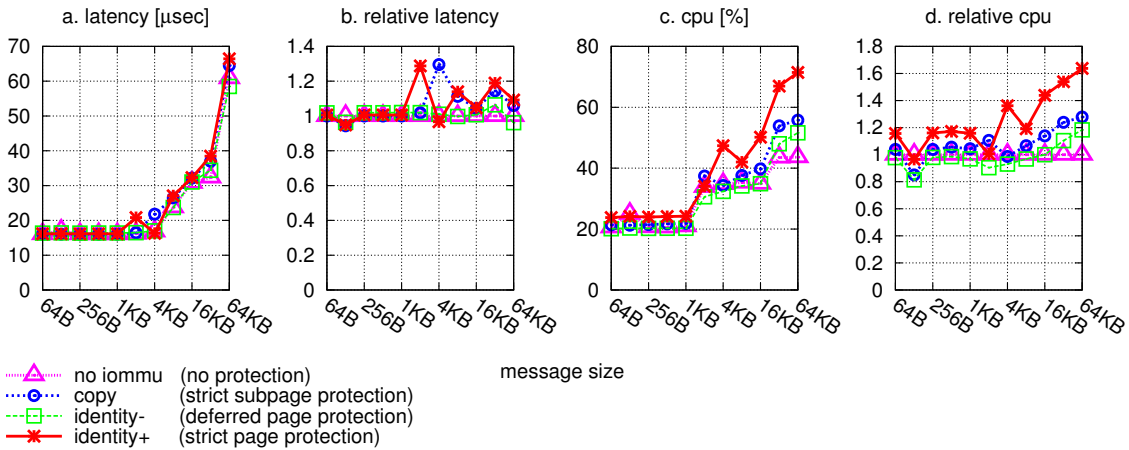 a. latency [μsec]
b. relative latency
c. cpu [%]
d. relative cpu
70
60
50
40
30
20
10
0
64B
256B
1KB
4KB
16KB
64KB
1.4
1.2
1
0.8
0.6
0.4
0.2
0
64B
256B
1KB
4KB
16KB
64KB
80
60
40
20
0
64B
256B
1KB
4KB
16KB
64KB
1.8
1.6
1.4
1.2
1
0.8
0.6
0.4
0.2
0
64B
256B
1KB
4KB
16KB
64KB
message size
no iommu (no protection)
copy (strict subpage protection)
identity- (deferred page protection)
identity+ (strict page protection)